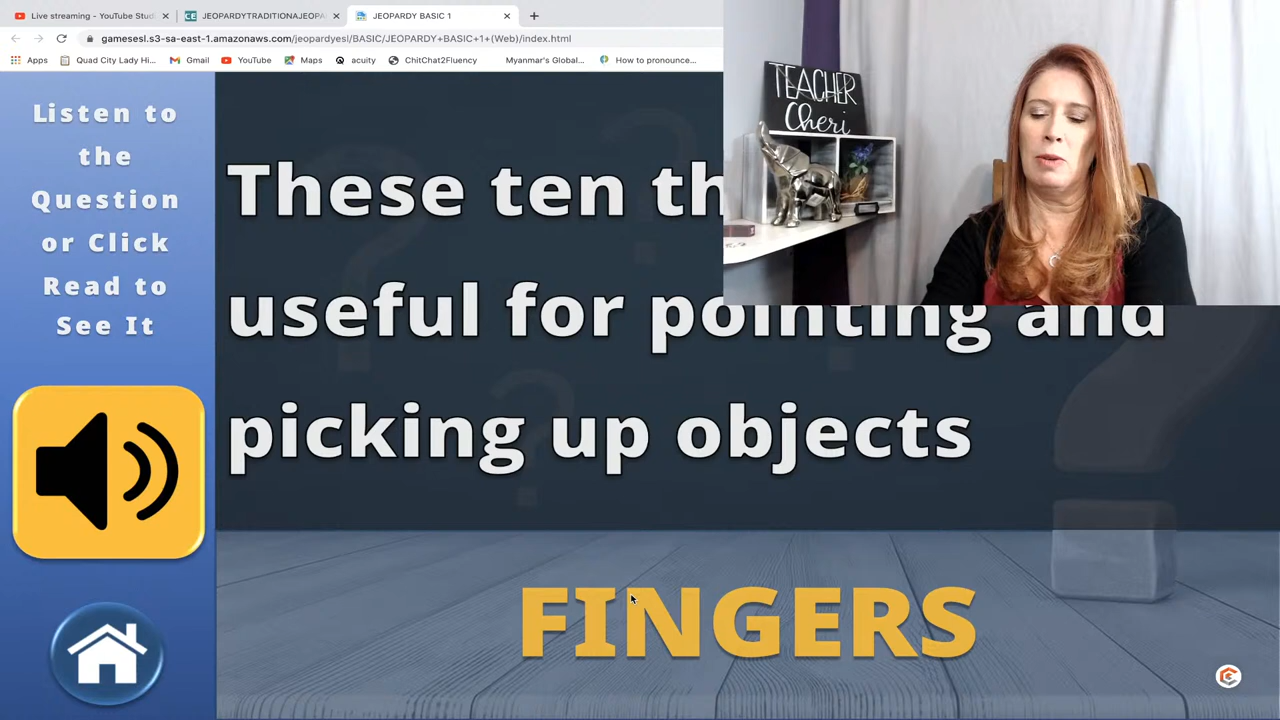 Live streaming - YouTube Stud
JEOPARDYTRADITIONAJEOPA
JEOPARDY BASIC 1
gamesesl.s3-sa-east-1.amazonaws.com/jeopardyesl/BASIC/JEOPARDY+BASIC+1+(Web)/index.html
Apps
Quad City Lady Hi...
Gmail
YouTube
Maps
acuity
ChitChat2Fluency
Myanmar's Global...
How to pronounce...
TEACHER
Cheri
Listen to
the
Question
or Click
Read to
See It
These ten th
useful for pointing and
picking up objects
FINGERS